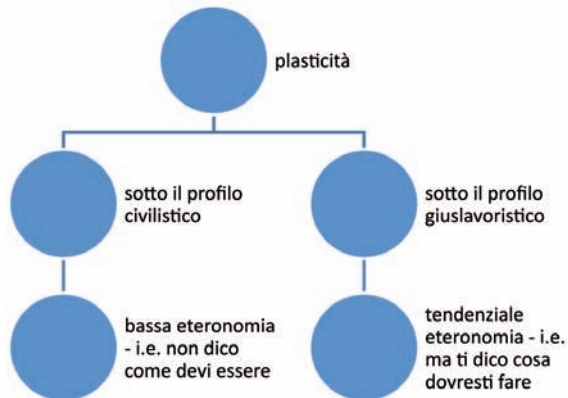 plasticità
sotto il profilo
civilistico
sotto il profilo
giuslavoristico
bassa eteronomia
- i.e. non dico
come devi essere
tendenziale
eteronomia - i.e.
ma ti dico cosa
dovresti fare